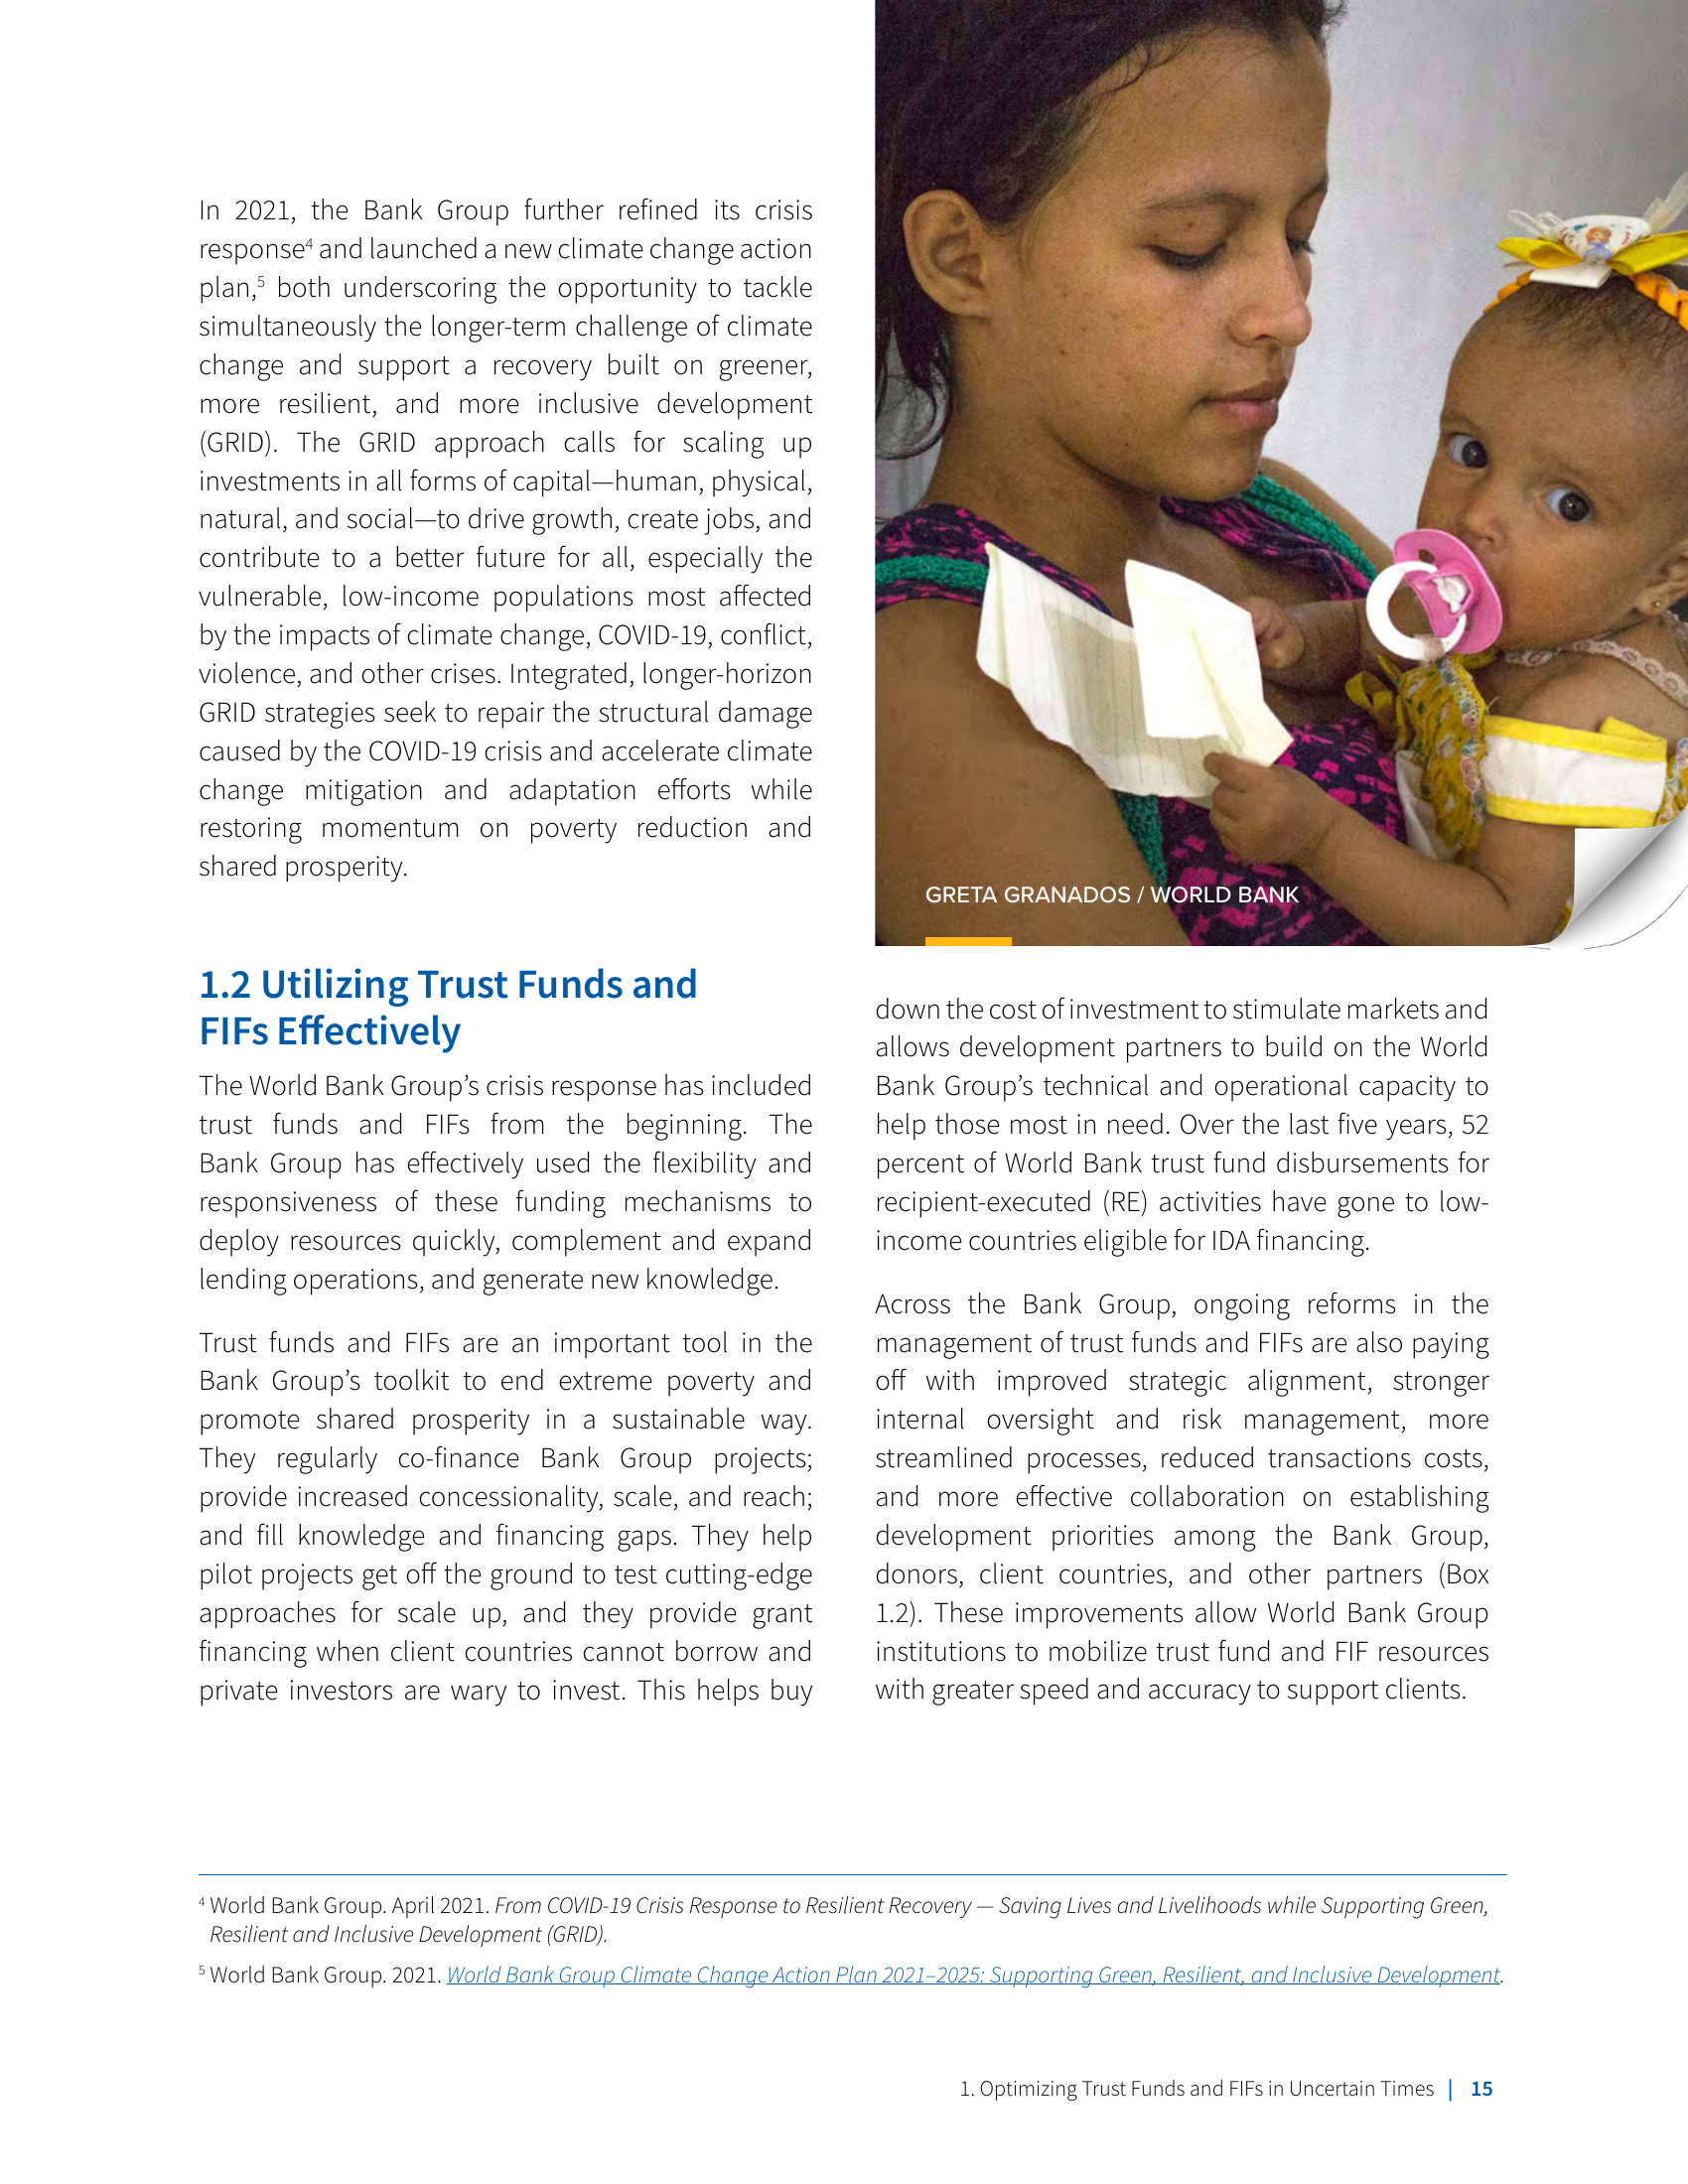 In 2021, the Bank Group further refined its crisis
response⁴ and launched a new climate change action
plan,⁵ both underscoring the opportunity to tackle
simultaneously the longer-term challenge of climate
change and support a recovery built on greener,
more resilient, and more inclusive development
(GRID). The GRID approach calls for scaling up
investments in all forms of capital—human, physical,
natural, and social—to drive growth, create jobs, and
contribute to a better future for all, especially the
vulnerable, low-income populations most affected
by the impacts of climate change, COVID-19, conflict,
violence, and other crises. Integrated, longer-horizon
GRID strategies seek to repair the structural damage
caused by the COVID-19 crisis and accelerate climate
change mitigation and adaptation efforts while
restoring momentum on poverty reduction and
shared prosperity.
GRETA GRANADOS / WORLD BANK
1.2 Utilizing Trust Funds and
FIFs Effectively
The World Bank Group’s crisis response has included
trust funds and FIFs from the beginning. The
Bank Group has effectively used the flexibility and
responsiveness of these funding mechanisms to
deploy resources quickly, complement and expand
lending operations, and generate new knowledge.
Trust funds and FIFs are an important tool in the
Bank Group’s toolkit to end extreme poverty and
promote shared prosperity in a sustainable way.
They regularly co-finance Bank Group projects;
provide increased concessionality, scale, and reach;
and fill knowledge and financing gaps. They help
pilot projects get off the ground to test cutting-edge
approaches for scale up, and they provide grant
financing when client countries cannot borrow and
private investors are wary to invest. This helps buy
down the cost of investment to stimulate markets and
allows development partners to build on the World
Bank Group’s technical and operational capacity to
help those most in need. Over the last five years, 52
percent of World Bank trust fund disbursements for
recipient-executed (RE) activities have gone to low-
income countries eligible for IDA financing.
Across the Bank Group, ongoing reforms in the
management of trust funds and FIFs are also paying
off with improved strategic alignment, stronger
internal oversight and risk management, more
streamlined processes, reduced transactions costs,
and more effective collaboration on establishing
development priorities among the Bank Group,
donors, client countries, and other partners (Box
1.2). These improvements allow World Bank Group
institutions to mobilize trust fund and FIF resources
with greater speed and accuracy to support clients.
⁴ World Bank Group. April 2021. From COVID-19 Crisis Response to Resilient Recovery — Saving Lives and Livelihoods while Supporting Green,
Resilient and Inclusive Development (GRID).
⁵ World Bank Group. 2021. World Bank Group Climate Change Action Plan 2021–2025: Supporting Green, Resilient, and Inclusive Development.
1. Optimizing Trust Funds and FIFs in Uncertain Times | 15